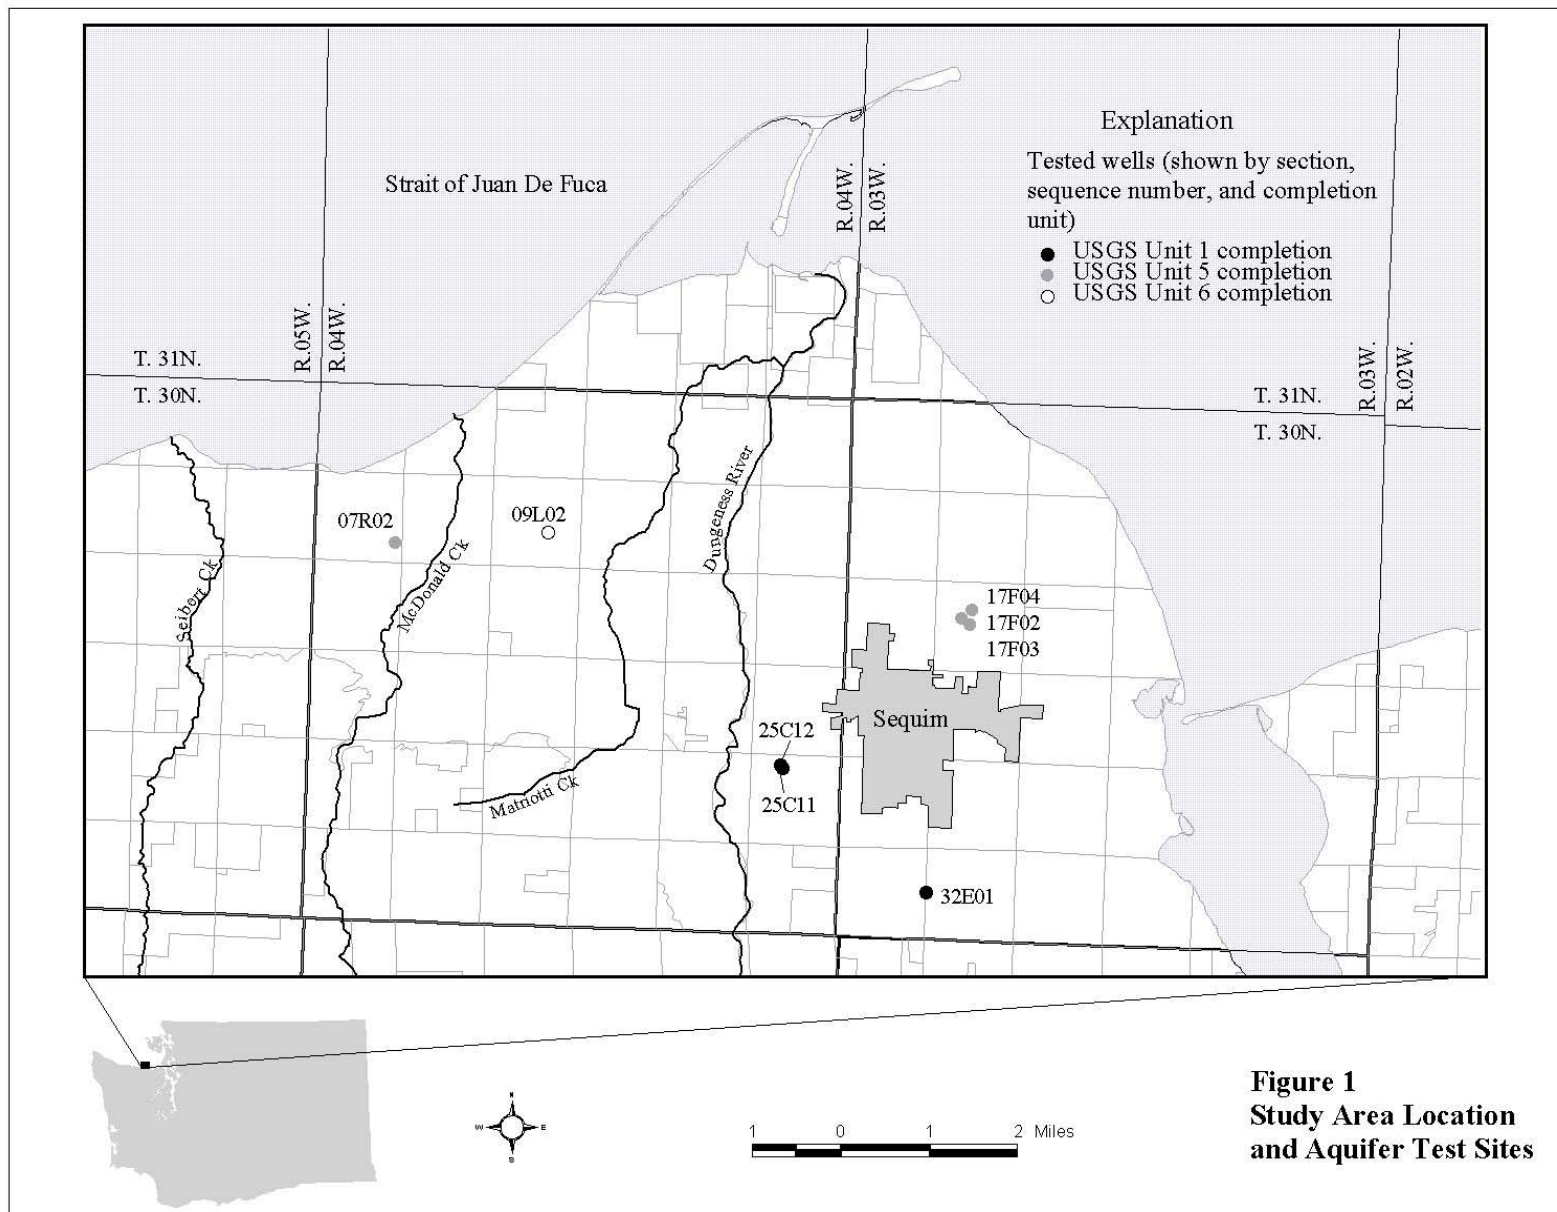 Explanation
Tested wells (shown by section,
sequence number, and completion
unit)
USGS Unit 1 completion
USGS Unit 5 completion
USGS Unit 6 completion
Strait of Juan De Fuca
R.04W.
R.03W.
R.05W.
R.04W.
T. 31N.
T. 30N.
R.03W.
R.02W.
T. 31N.
T. 30N.
07R02
09L02
Seibert Ck
McDonald Ck
Dungeness River
17F04
17F02
17F03
Sequim
25C12
25C11
Matriotti Ck
32E01
N
W
E
S
1 0 1 2 Miles
Figure 1
Study Area Location
and Aquifer Test Sites